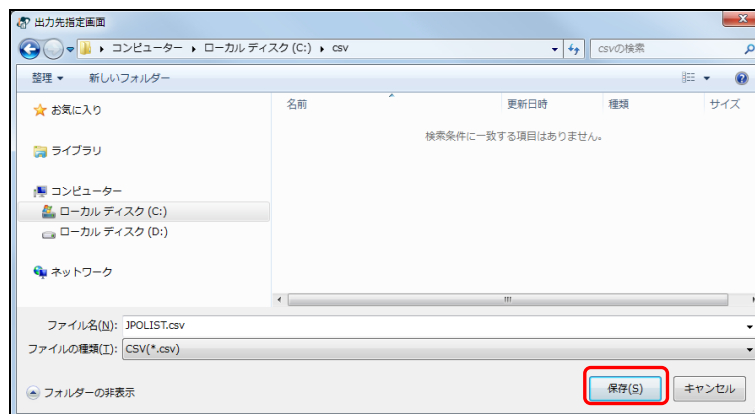 出力先指定画面
コンピューター ローカル ディスク (C:) csv csvの検索
整理 新しいフォルダー
名前 更新日時 種類 サイズ
検索条件に一致する項目はありません。
お気に入り
ライブラリ
コンピューター
ローカル ディスク (C:)
ローカル ディスク (D:)
ネットワーク
ファイル名(N): JPOLIST.csv
ファイルの種類(T): CSV(*.csv)
フォルダーの非表示 保存(S) キャンセル